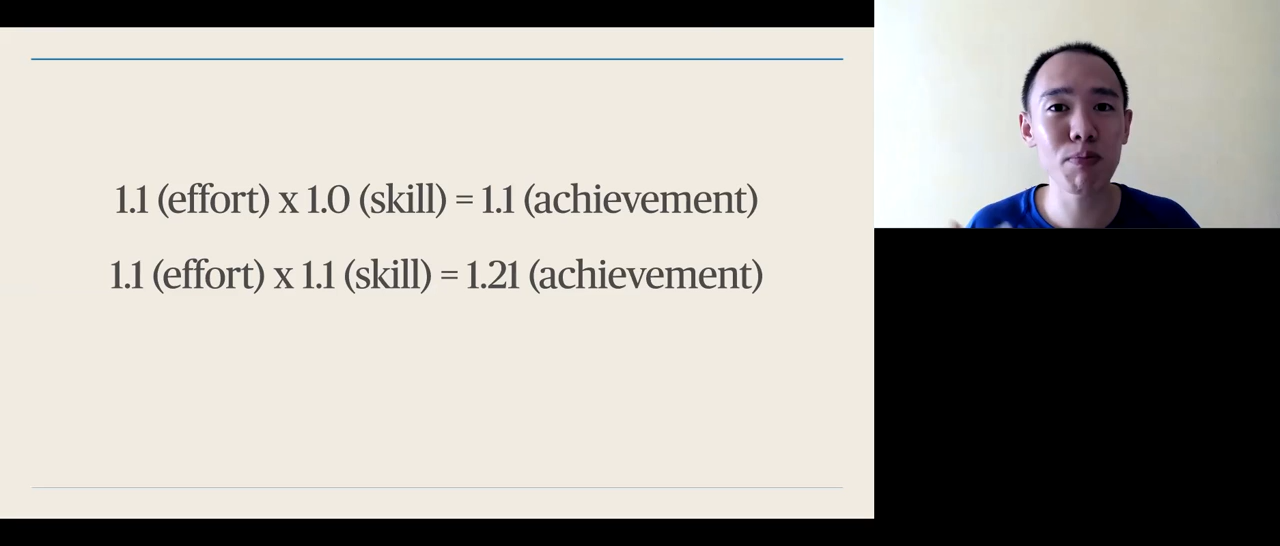 1.1 (effort) x 1.0 (skill) = 1.1 (achievement)
1.1 (effort) x 1.1 (skill) = 1.21 (achievement)